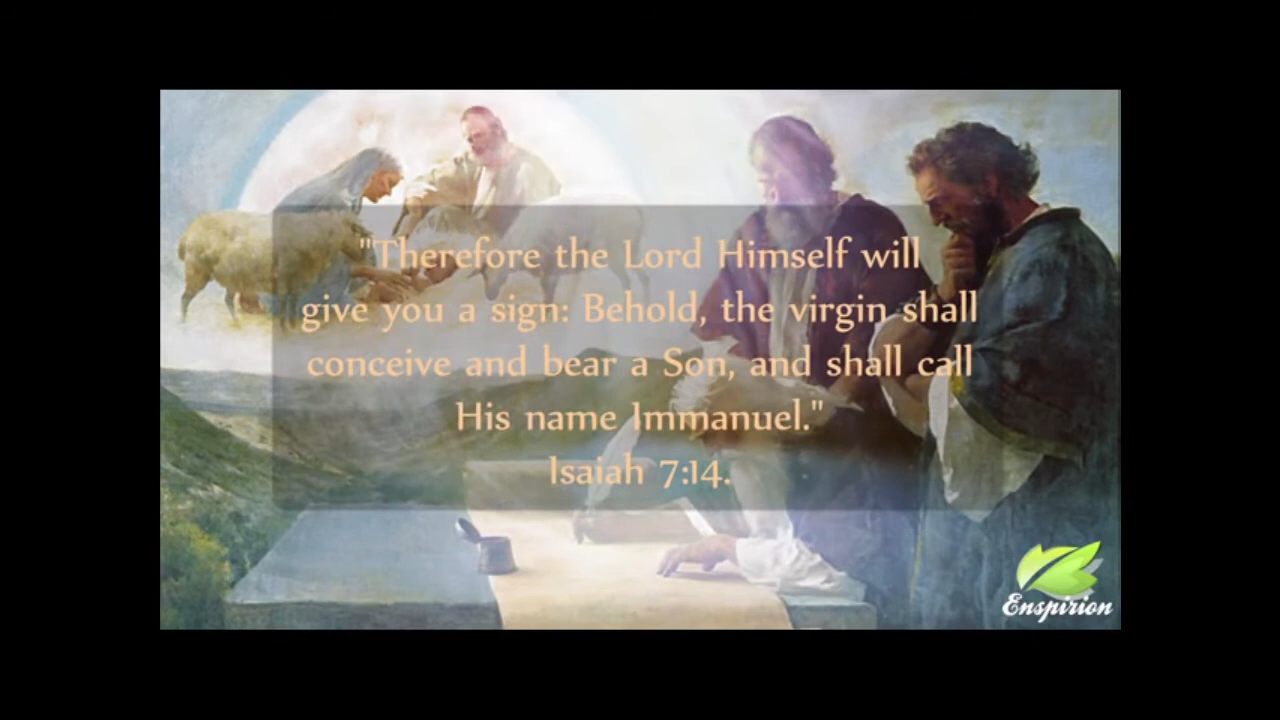 "Therefore the Lord Himself will
give you a sign: Behold, the virgin shall
conceive and bear a Son, and shall call
His name Immanuel."
Isaiah 7:14.
Enspirion